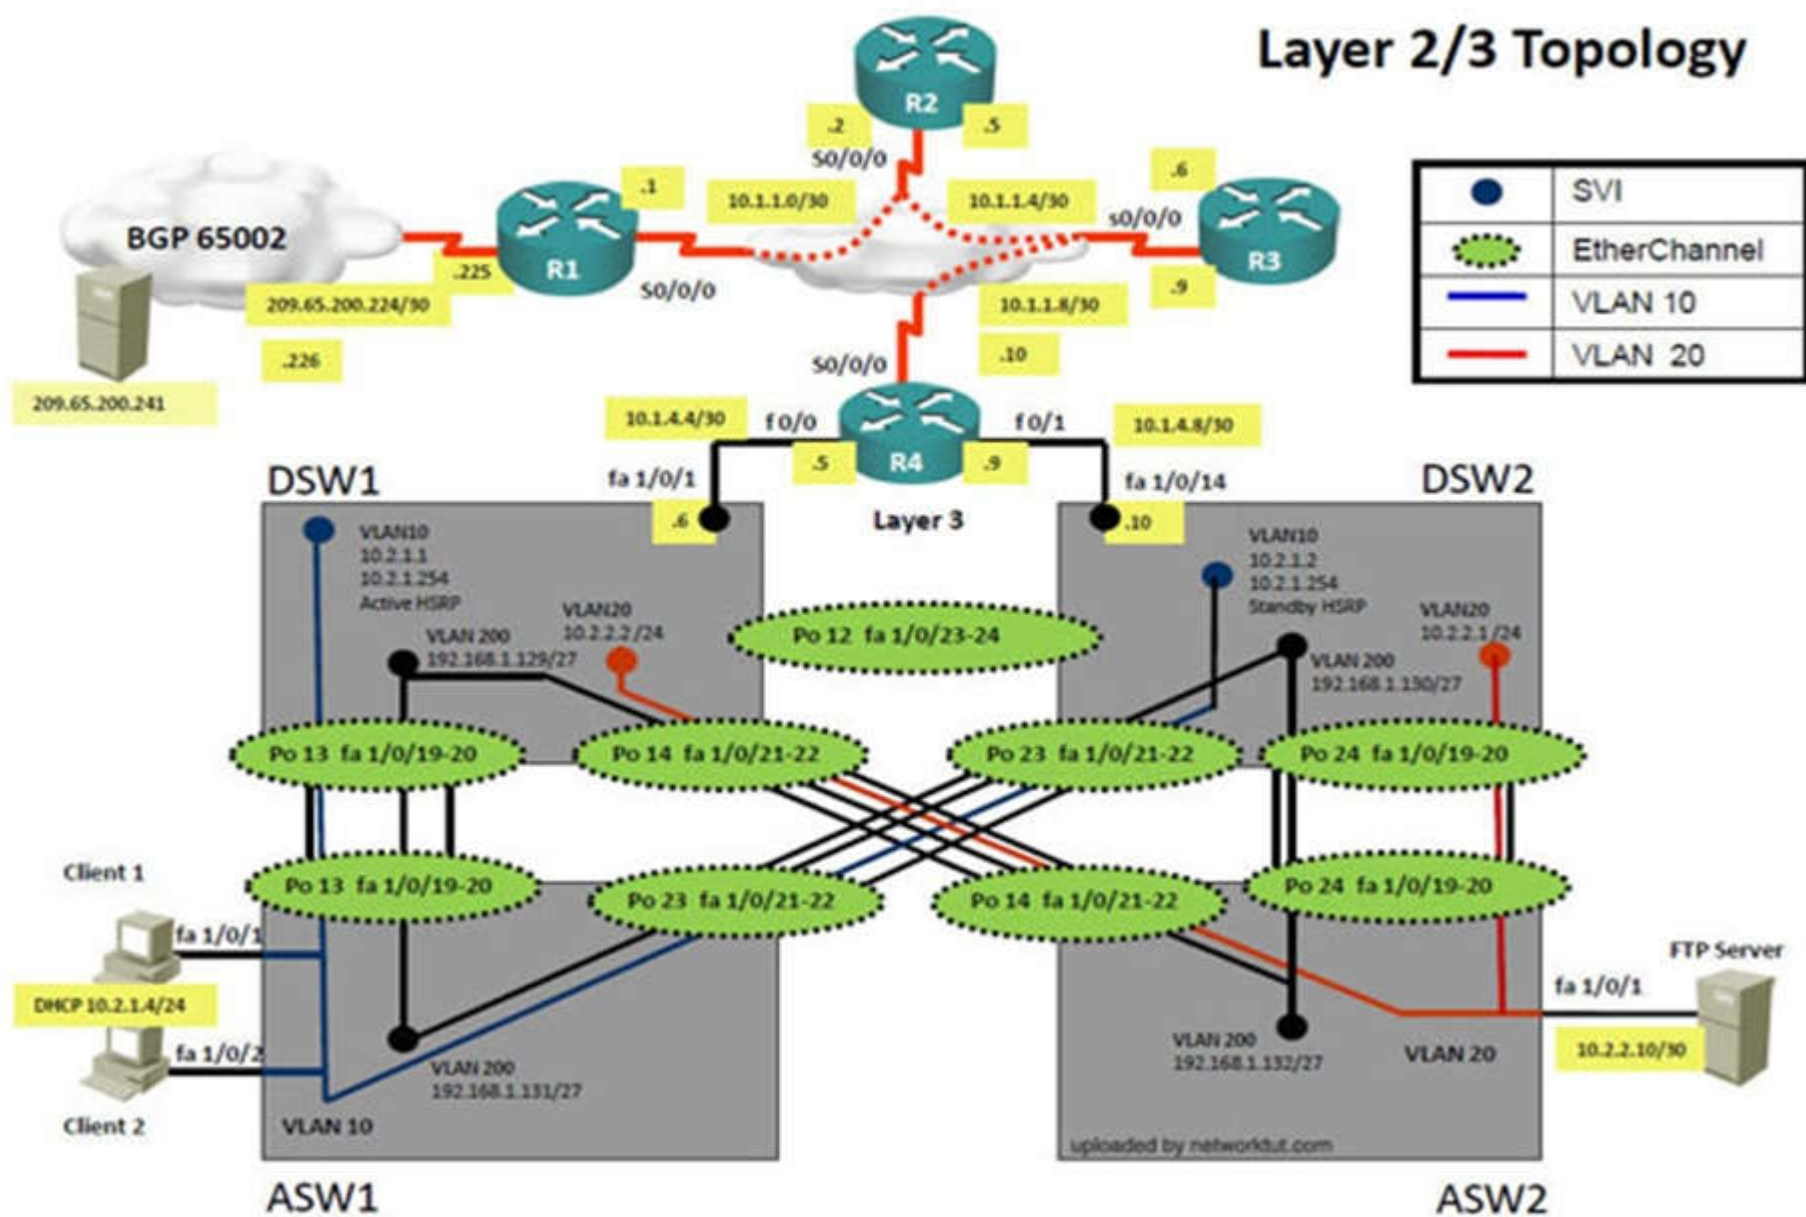 Layer 2/3 Topology
R2
.2
.5
S0/0/0
.6
.1
10.1.1.0/30
10.1.1.4/30
s0/0/0
BGP 65002
R1
R3
.225
S0/0/0
.9
209.65.200.224/30
10.1.1.8/30
.226
.10
S0/0/0
209.65.200.241
SVI
EtherChannel
VLAN 10
VLAN 20
10.1.4.4/30
f 0/0
f 0/1
10.1.4.8/30
.5
R4
.9
DSW1
fa 1/0/1
fa 1/0/14
DSW2
.6
Layer 3
.10
VLAN10
10.2.1.1
10.2.1.254
Active HSRP
VLAN20
10.2.2.2/24
VLAN 200
192.168.1.129/27
Po 12 fa 1/0/23-24
VLAN10
10.2.1.2
10.2.1.254
Standby HSRP
VLAN20
10.2.2.1 /24
VLAN 200
192.168.1.130/27
Po 13 fa 1/0/19-20
Po 14 fa 1/0/21-22
Po 23 fa 1/0/21-22
Po 24 fa 1/0/19-20
Client 1
Po 13 fa 1/0/19-20
Po 23 fa 1/0/21-22
Po 14 fa 1/0/21-22
Po 24 fa 1/0/19-20
fa 1/0/1
FTP Server
DHCP 10.2.1.4/24
fa 1/0/1
fa 1/0/2
VLAN 200
192.168.1.131/27
VLAN 200
192.168.1.132/27
VLAN 20
10.2.2.10/30
Client 2
VLAN 10
uploaded by networktut.com
ASW1
ASW2